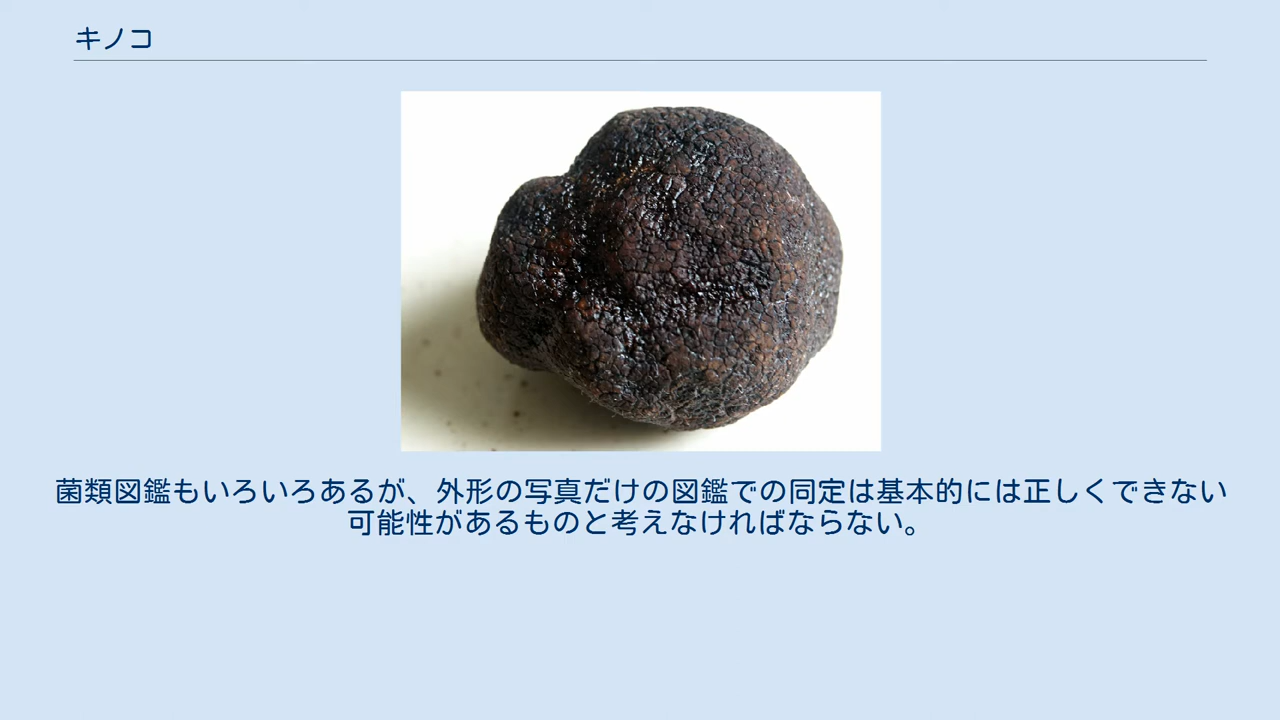 キノコ
菌類図鑑もいろいろあるが、外形の写真だけの図鑑での同定は基本的には正しくできない
可能性があるものと考えなければならない。